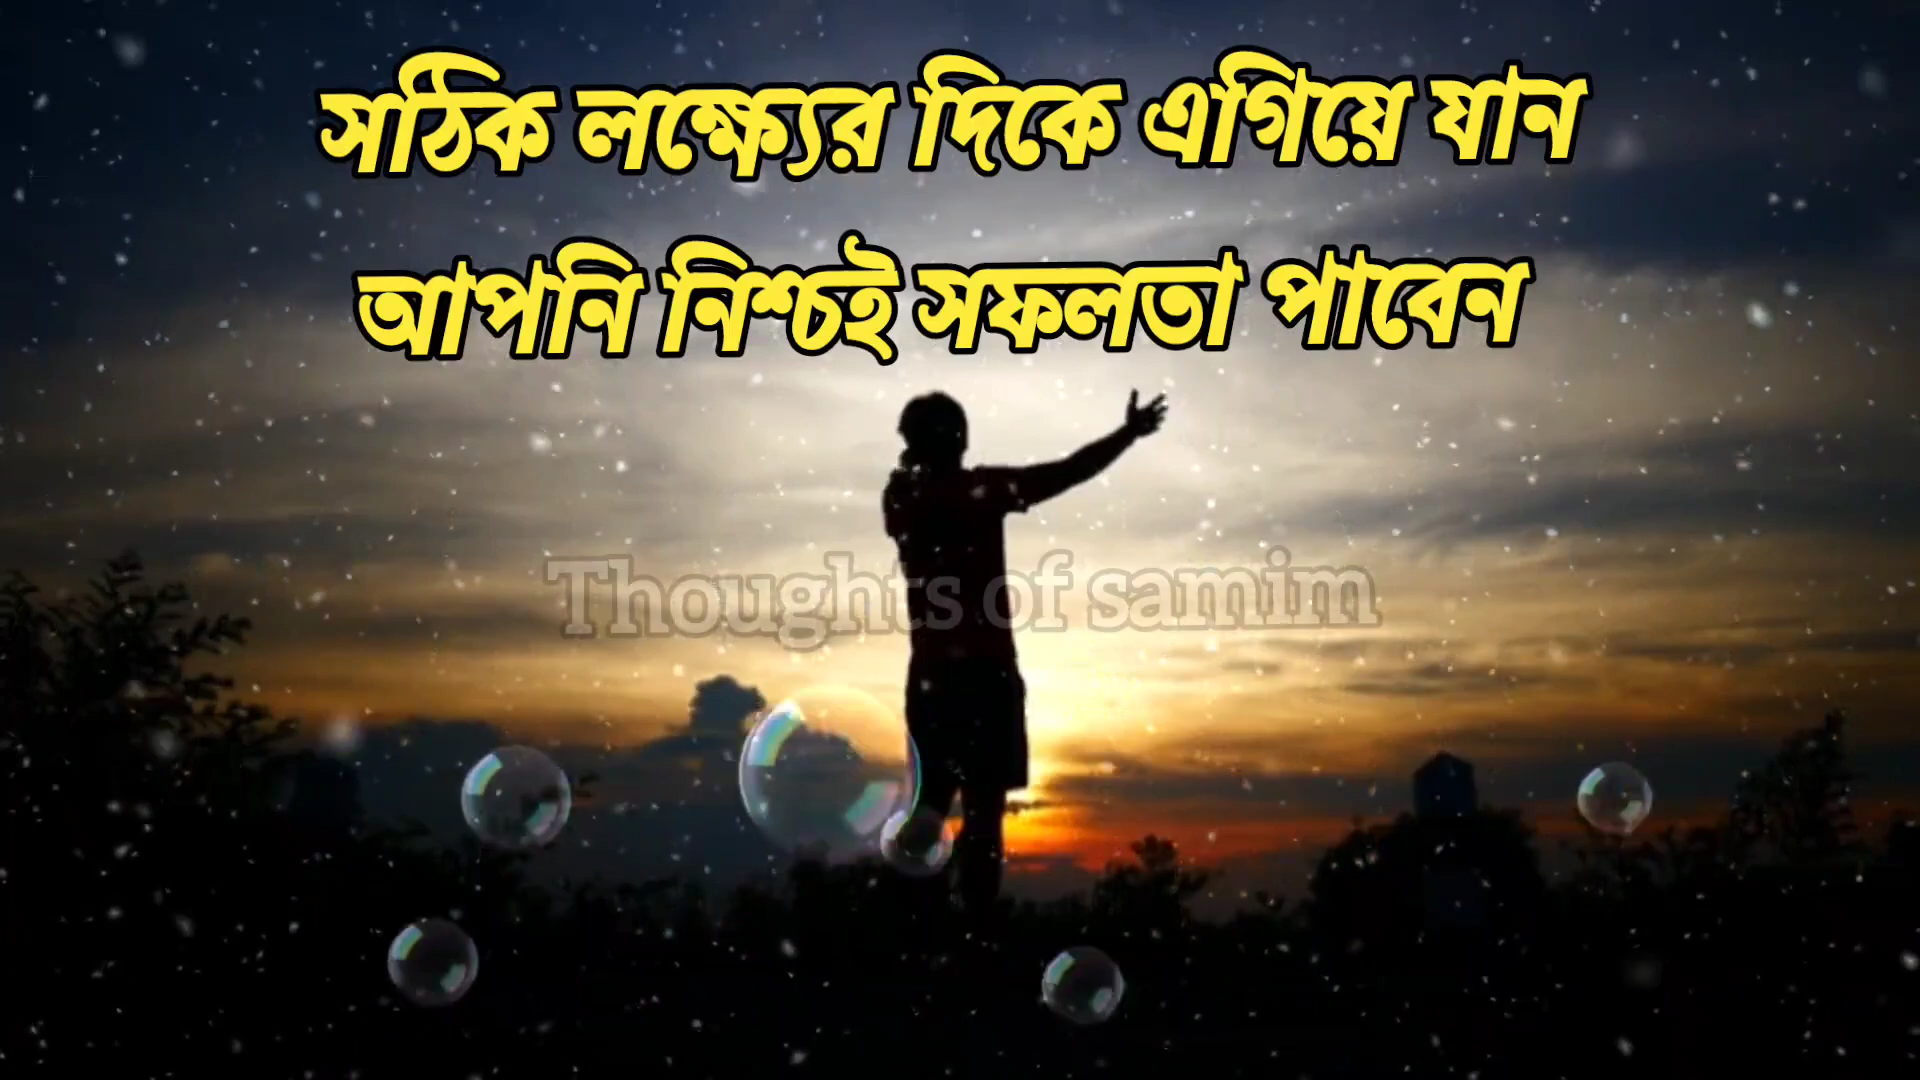 সঠিক লক্ষ্যের দিকে এগিয়ে যান
আপনি নিশ্চই সফলতা পাবেন
Thoughts of samim